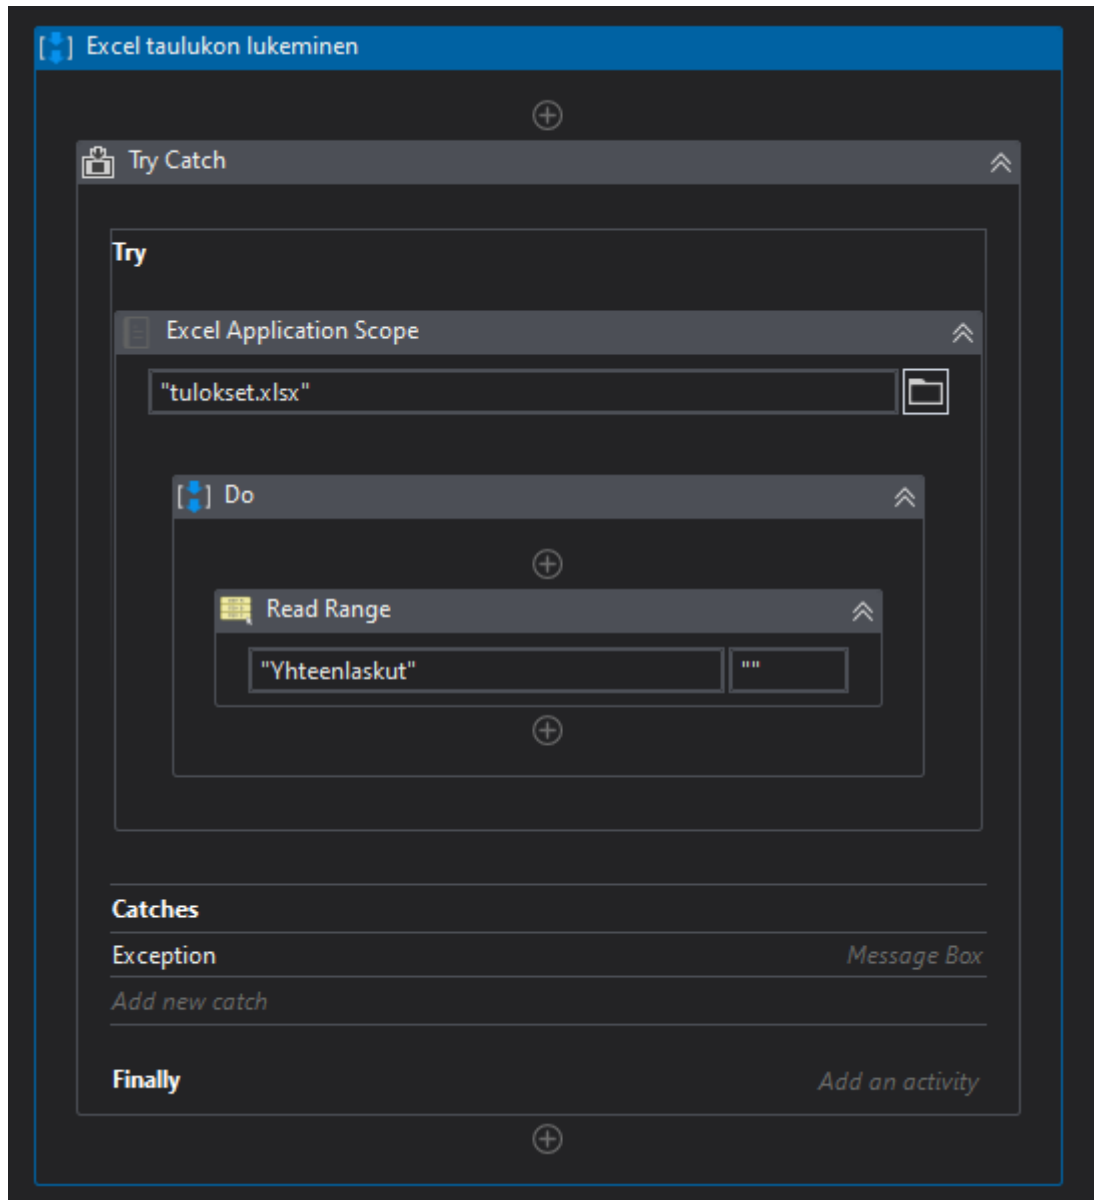 Excel taulukon lukeminen
Try Catch
Try
Excel Application Scope
"tulokset.xlsx"
Do
Read Range
"Yhteenlaskut" ""
Catches
Exception Message Box
Add new catch
Finally Add an activity